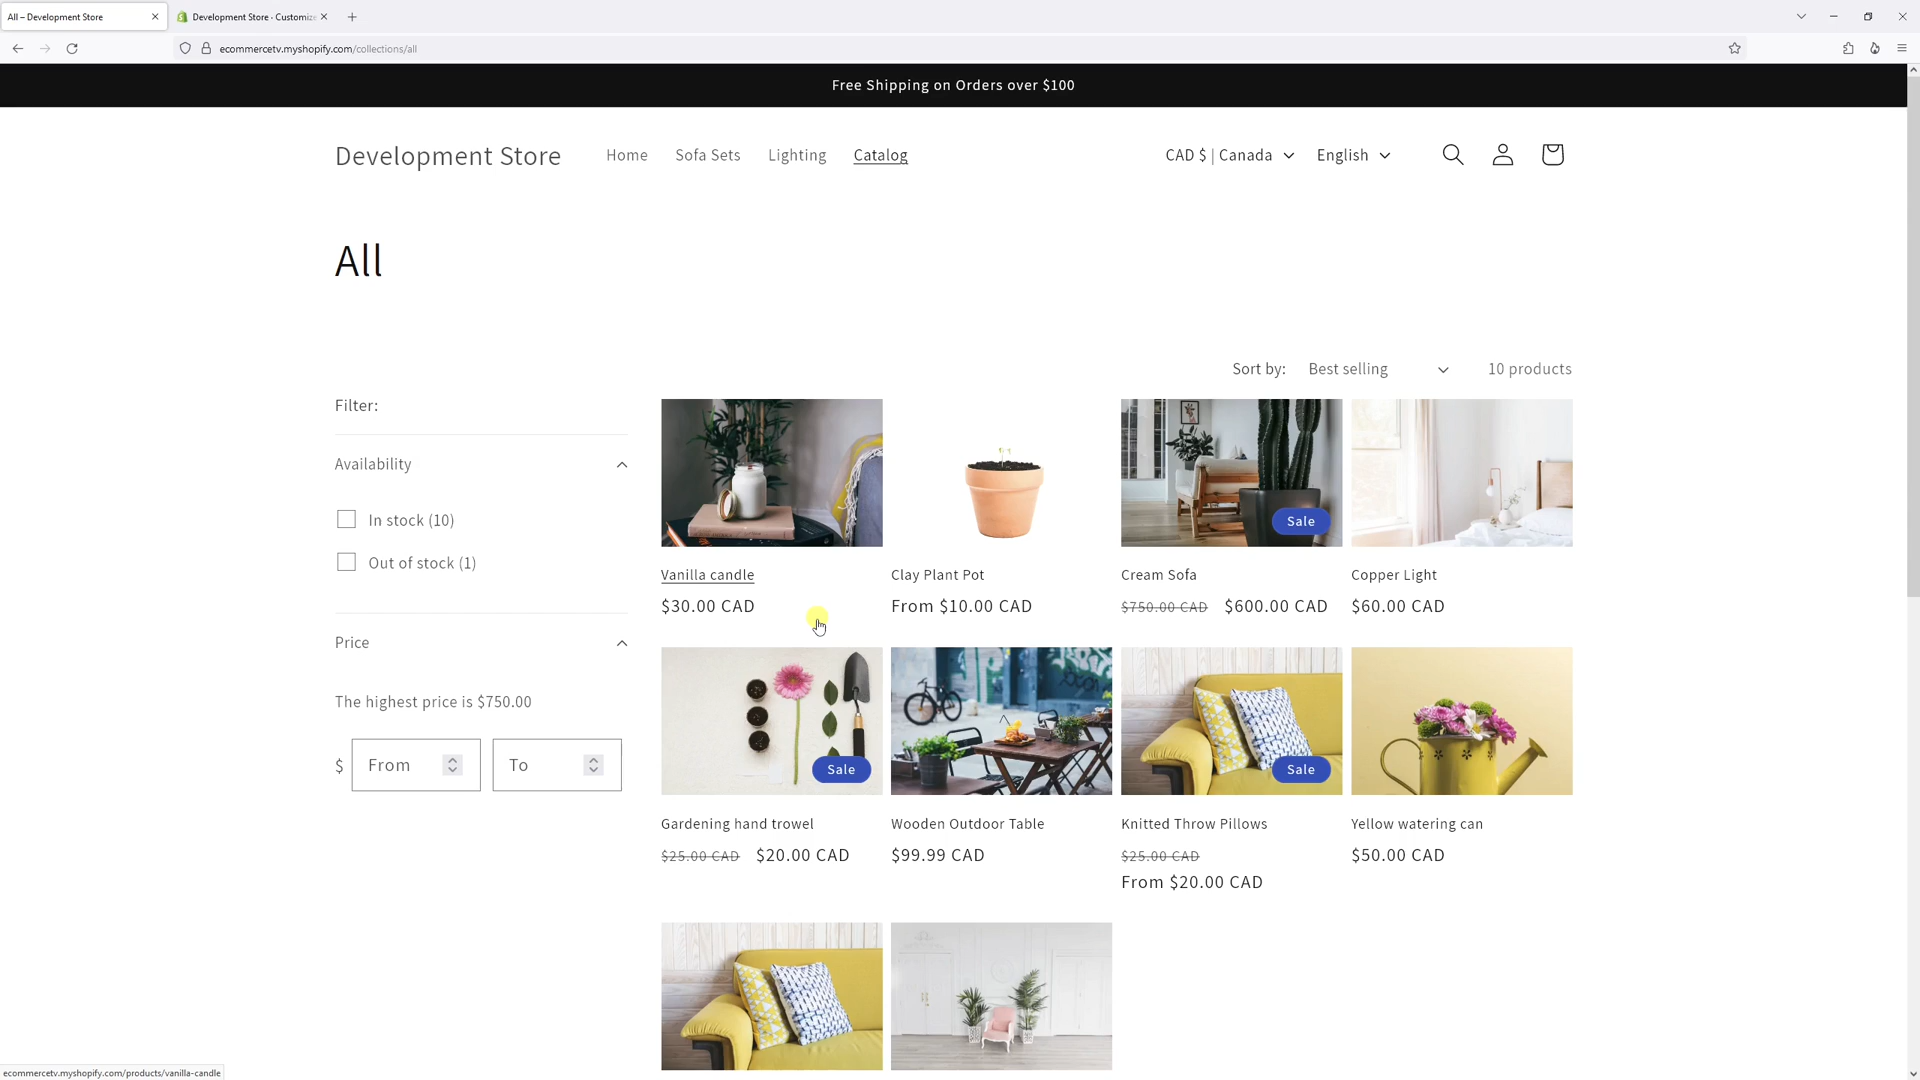 All – Development Store
Development Store · Customiz
ecommercetv.myshopify.com/collections/all
Free Shipping on Orders over $100
Development Store
Home
Sofa Sets
Lighting
Catalog
CAD $ | Canada
English
All
Sort by:
Best selling
10 products
Filter:
Availability
In stock (10)
Out of stock (1)
Price
The highest price is $750.00
$
From
To
Sale
Vanilla candle
Clay Plant Pot
Cream Sofa
Copper Light
$30.00 CAD
From $10.00 CAD
$750.00 CAD $600.00 CAD
$60.00 CAD
Sale
Sale
Gardening hand trowel
Wooden Outdoor Table
Knitted Throw Pillows
Yellow watering can
$25.00 CAD $20.00 CAD
$99.99 CAD
$25.00 CAD
From $20.00 CAD
$50.00 CAD
ecommercetv.myshopify.com/products/vanilla-candle